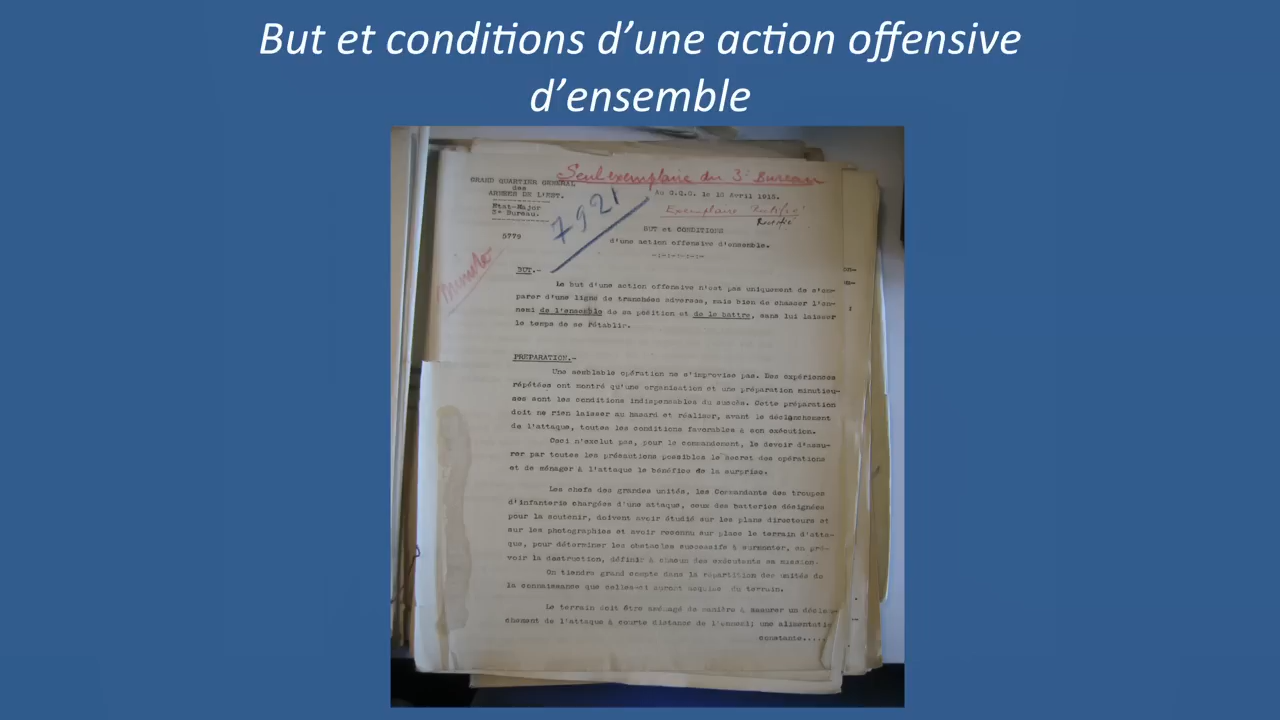 But et conditions d’une action offensive
d’ensemble
Seul exemplaire du 3e Bureau
GRAND QUARTIER GENERAL
des
ARMEES DE L'EST.
Au G.Q.G. le 16 Avril 1915.
Etat-Major
3° Bureau.
Exemplaire Rectifié
Rectifié
7921
5779
BUT et CONDITIONS
d'une action offensive d'ensemble.
minute
BUT.-
Le but d'une action offensive n'est pas uniquement de s'em-
parer d'une ligne de tranchées adverses, mais bien de chasser l'en-
nemi de l'ensemble de sa position et de le battre, sans lui laisser
le temps de se rétablir.
PREPARATION.-
Une semblable opération ne s'improvise pas. Des expériences
répétées ont montré qu'une organisation et une préparation minutieu-
ses sont les conditions indispensables du succès. Cette préparation
doit ne rien laisser au hasard et réaliser, avant le déclanchement
de l'attaque, toutes les conditions favorables à son exécution.
Ceci n'exclut pas, pour le commandement, le devoir d'assu-
rer par toutes les précautions possibles le secret des opérations
et de ménager à l'attaque le bénéfice de la surprise.
Les chefs des grandes unités, les Commandants des troupes
d'infanterie chargées d'une attaque, ceux des batteries désignées
pour la soutenir, doivent avoir étudié sur les plans directeurs et
sur les photographies et avoir reconnu sur place le terrain d'atta-
que, pour déterminer les obstacles successifs à surmonter, en pré-
voir la destruction, définir à chacun des exécutants sa mission.
On tiendra grand compte dans la répartition des unités de
la connaissance que celles-ci auront acquise du terrain.
Le terrain doit être aménagé de manière à assurer un déclan-
chement de l'attaque à courte distance de l'ennemi; une alimentati-
constante.....